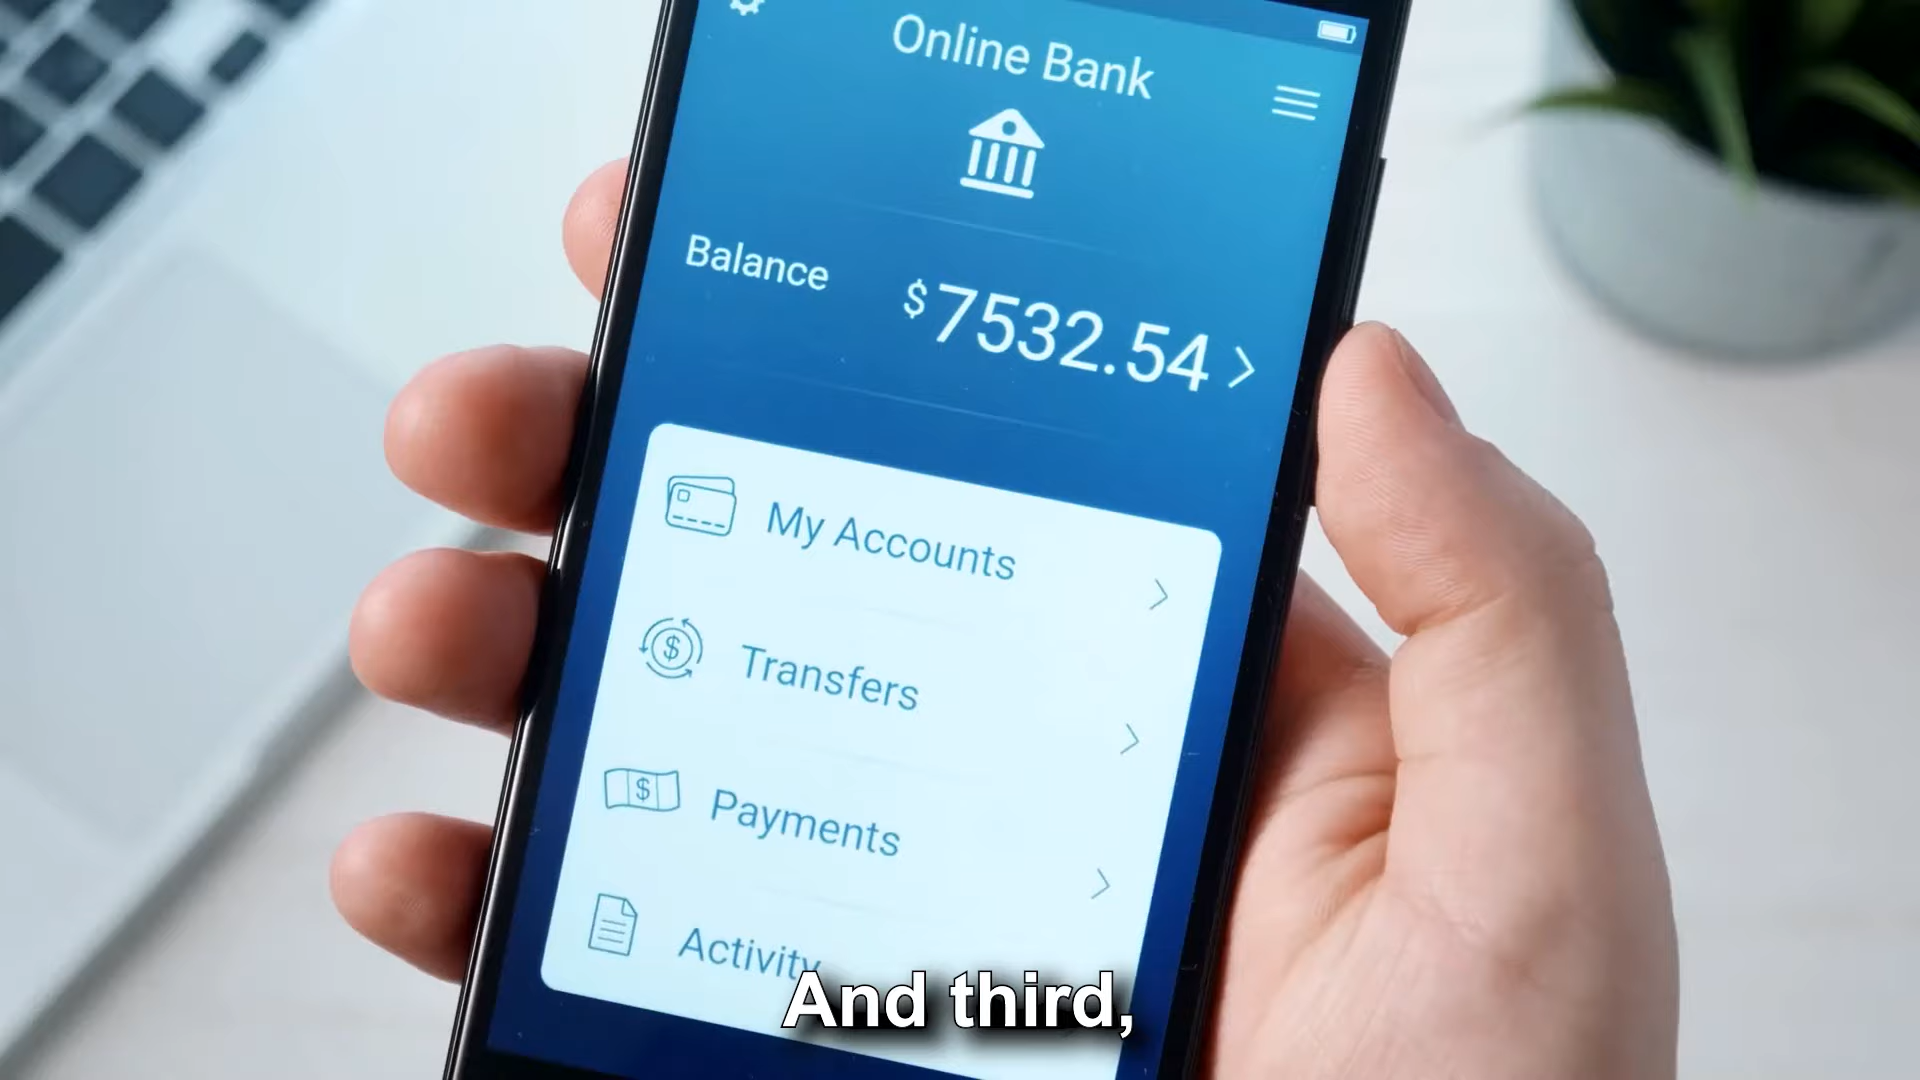 Online Bank
Balance
$7532.54
My Accounts
Transfers
Payments
Activity
And third,